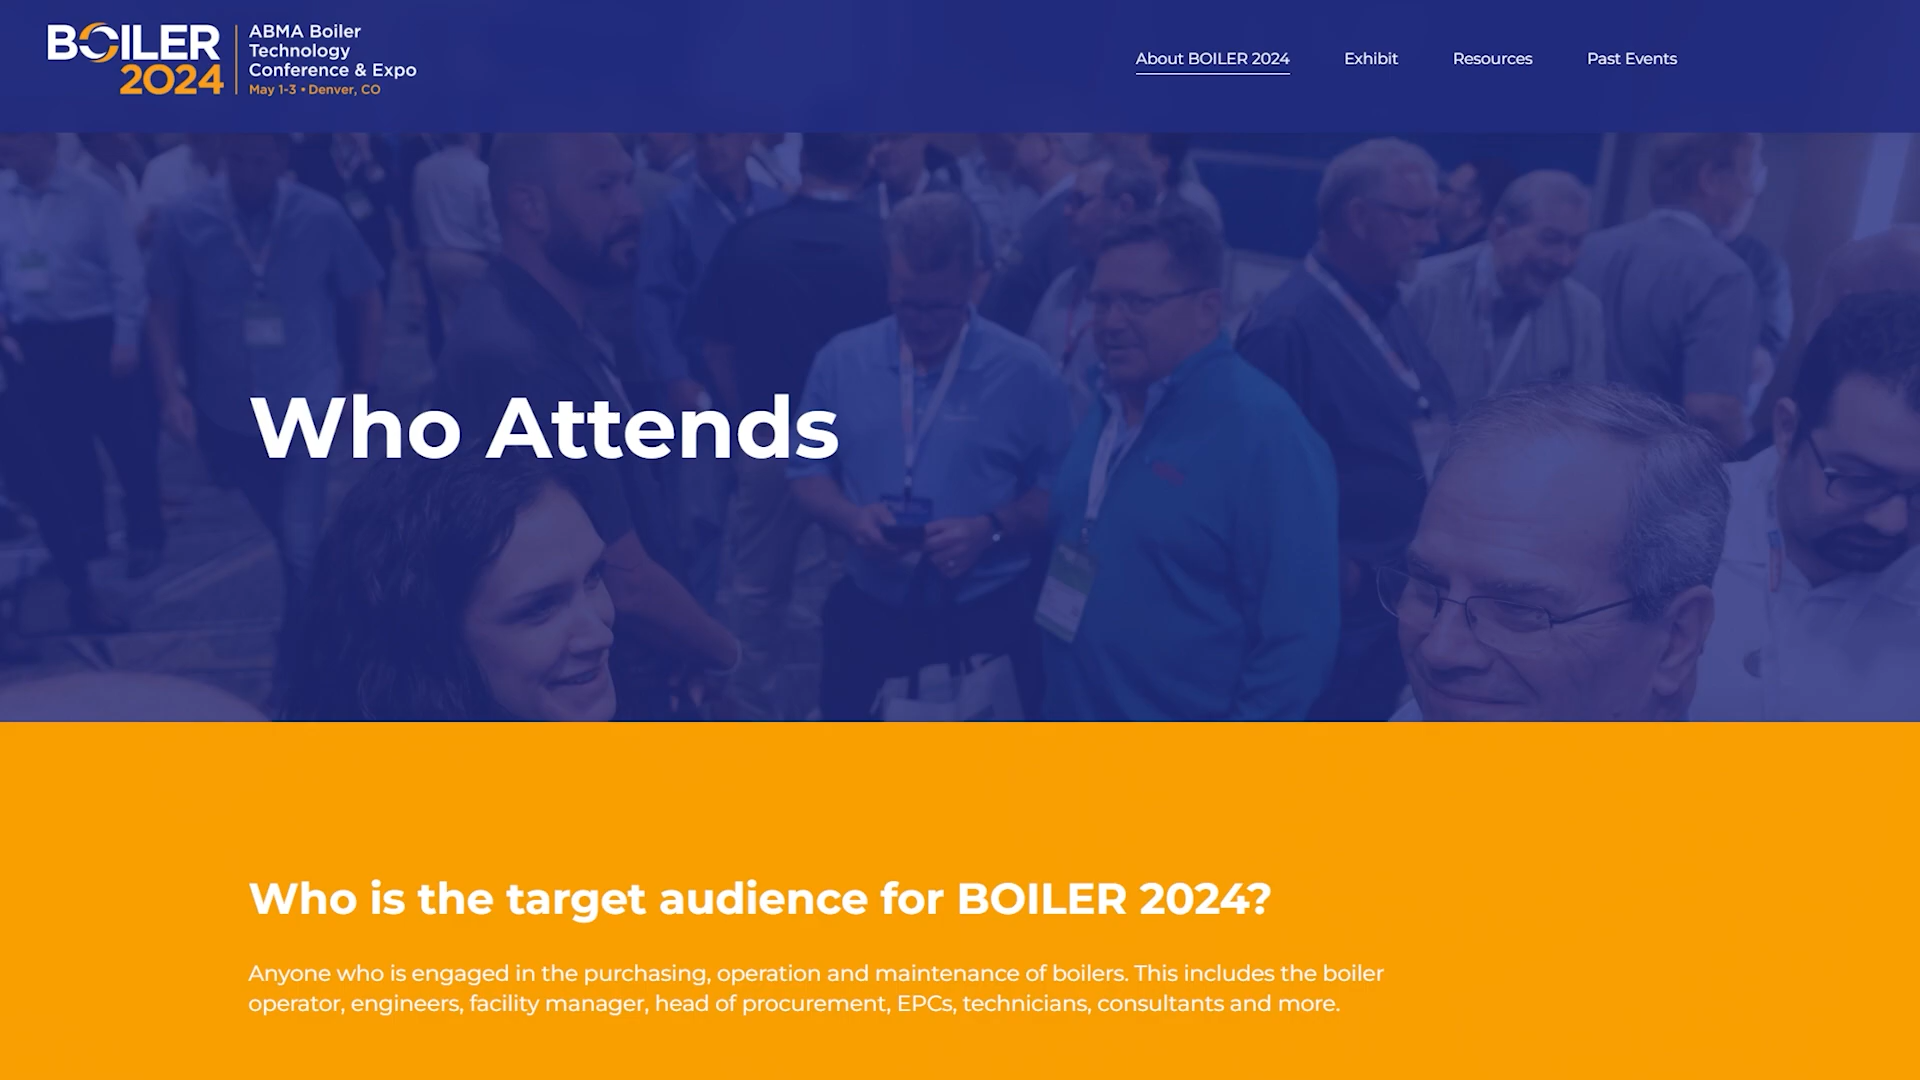 BOILER
2024
ABMA Boiler
Technology
Conference & Expo
May 1-3 • Denver, CO
About BOILER 2024
Exhibit
Resources
Past Events
Who Attends
Who is the target audience for BOILER 2024?
Anyone who is engaged in the purchasing, operation and maintenance of boilers. This includes the boiler
operator, engineers, facility manager, head of procurement, EPCs, technicians, consultants and more.